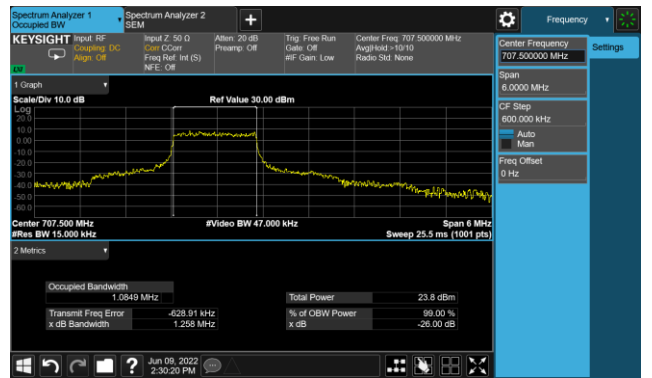 Spectrum Analyzer 1
Occupied BW
Spectrum Analyzer 2
SEM
Frequency
KEYSIGHT
Input: RF
Coupling: DC
Align: Off
Input Z: 50 Ω
Corr CCorr
Freq Ref: Int (S)
NFE: Off
Atten: 20 dB
Preamp: Off
Trig: Free Run
Gate: Off
#IF Gain: Low
Center Freq: 707.500000 MHz
Avg|Hold:>10/10
Radio Std: None
Center Frequency
707.500000 MHz
Settings
Span
6.0000 MHz
CF Step
600.000 kHz
Auto
Man
Freq Offset
0 Hz
1 Graph
Scale/Div 10.0 dB
Ref Value 30.00 dBm
Log
20.0
10.0
0.00
-10.0
-20.0
-30.0
-40.0
-50.0
-60.0
Center 707.500 MHz
#Video BW 47.000 kHz
Span 6 MHz
#Res BW 15.000 kHz
Sweep 25.5 ms (1001 pts)
2 Metrics
Occupied Bandwidth
1.0849 MHz
Total Power
23.8 dBm
Transmit Freq Error
-628.91 kHz
% of OBW Power
99.00 %
x dB Bandwidth
1.258 MHz
x dB
-26.00 dB
Jun 09, 2022
2:30:20 PM